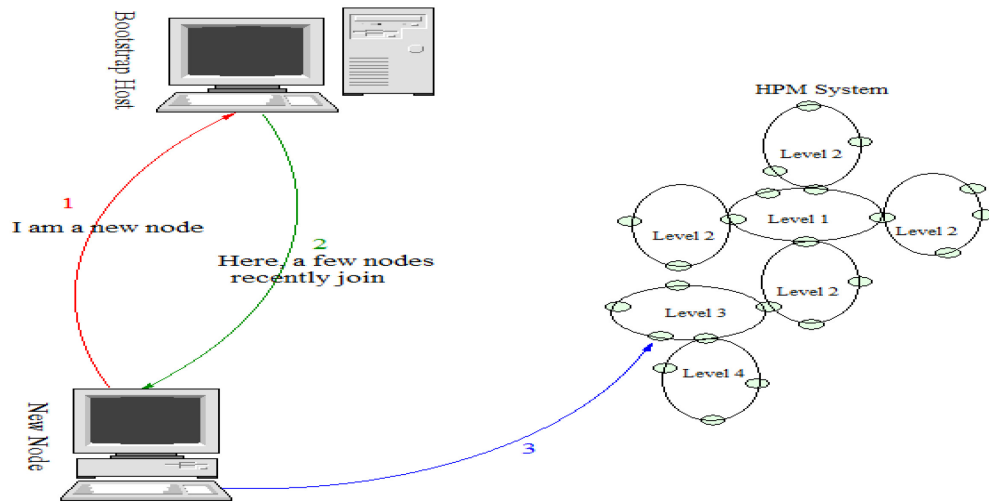 Bootstrap Host
HPM System
Level 2
1
I am a new node
2
Here, a few nodes
recently join
Level 1
Level 2
Level 2
Level 2
Level 3
Level 4
New Node
3